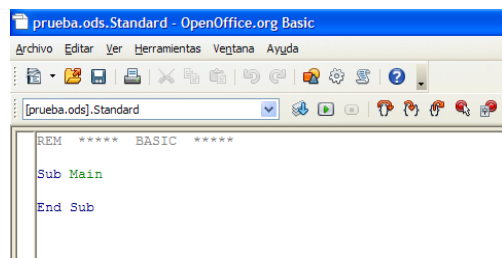 prueba.ods.Standard - OpenOffice.org Basic
Archivo Editar Ver Herramientas Ventana Ayuda
[prueba.ods].Standard
REM ***** BASIC *****
Sub Main
End Sub